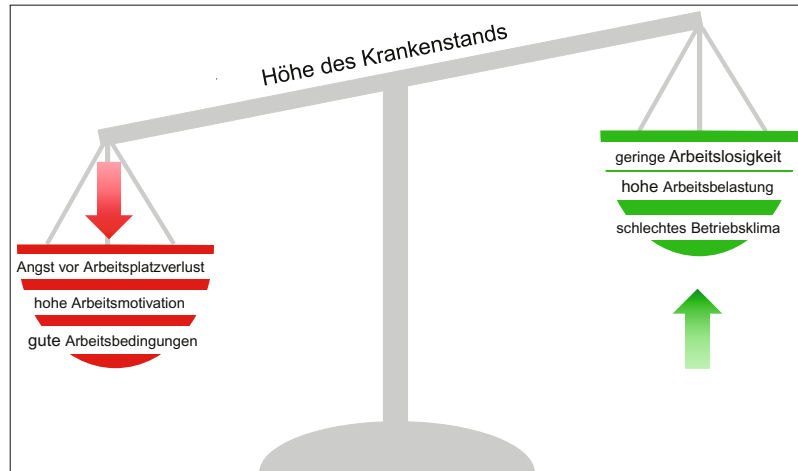 Höhe des Krankenstands
Angst vor Arbeitsplatzverlust
hohe Arbeitsmotivation
gute Arbeitsbedingungen
geringe Arbeitslosigkeit
hohe Arbeitsbelastung
schlechtes Betriebsklima